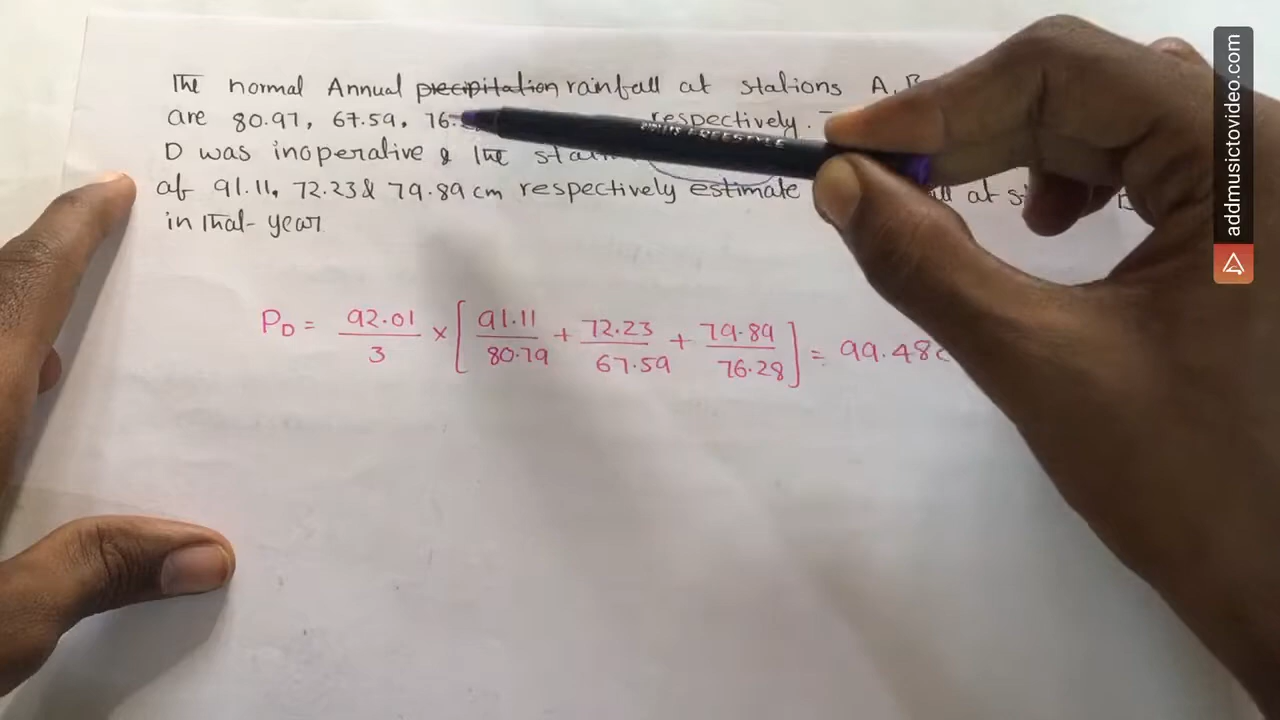 The normal Annual precipitation rainfall at stations A, B
are 80.97, 67.59, 76. respectively.
D was inoperative & the
of 91.11, 72.23 & 79.89 cm respectively estimate at
in that year
P_D = 92.01/3 × [91.11/80.79 + 72.23/67.59 + 79.89/76.28] = 99.48
addmusictovideo.com